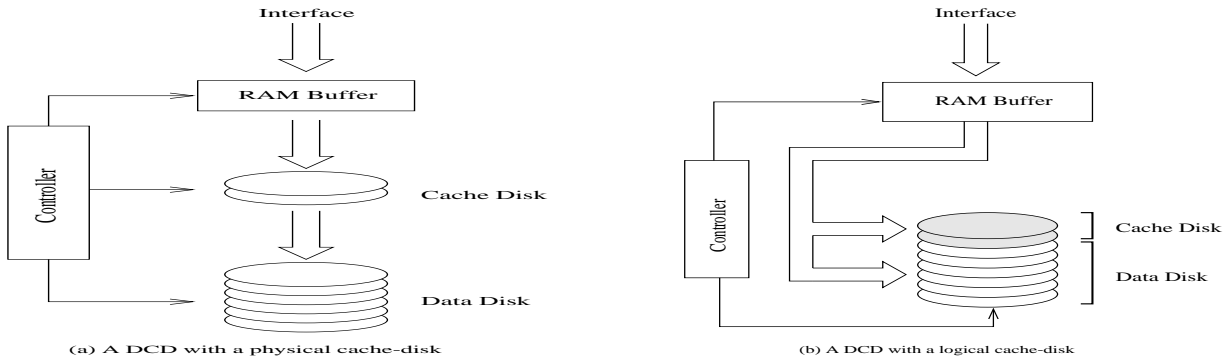 Interface
RAM Buffer
Controller
Cache Disk
Data Disk
(a) A DCD with a physical cache-disk
Interface
RAM Buffer
Controller
Cache Disk
Data Disk
(b) A DCD with a logical cache-disk